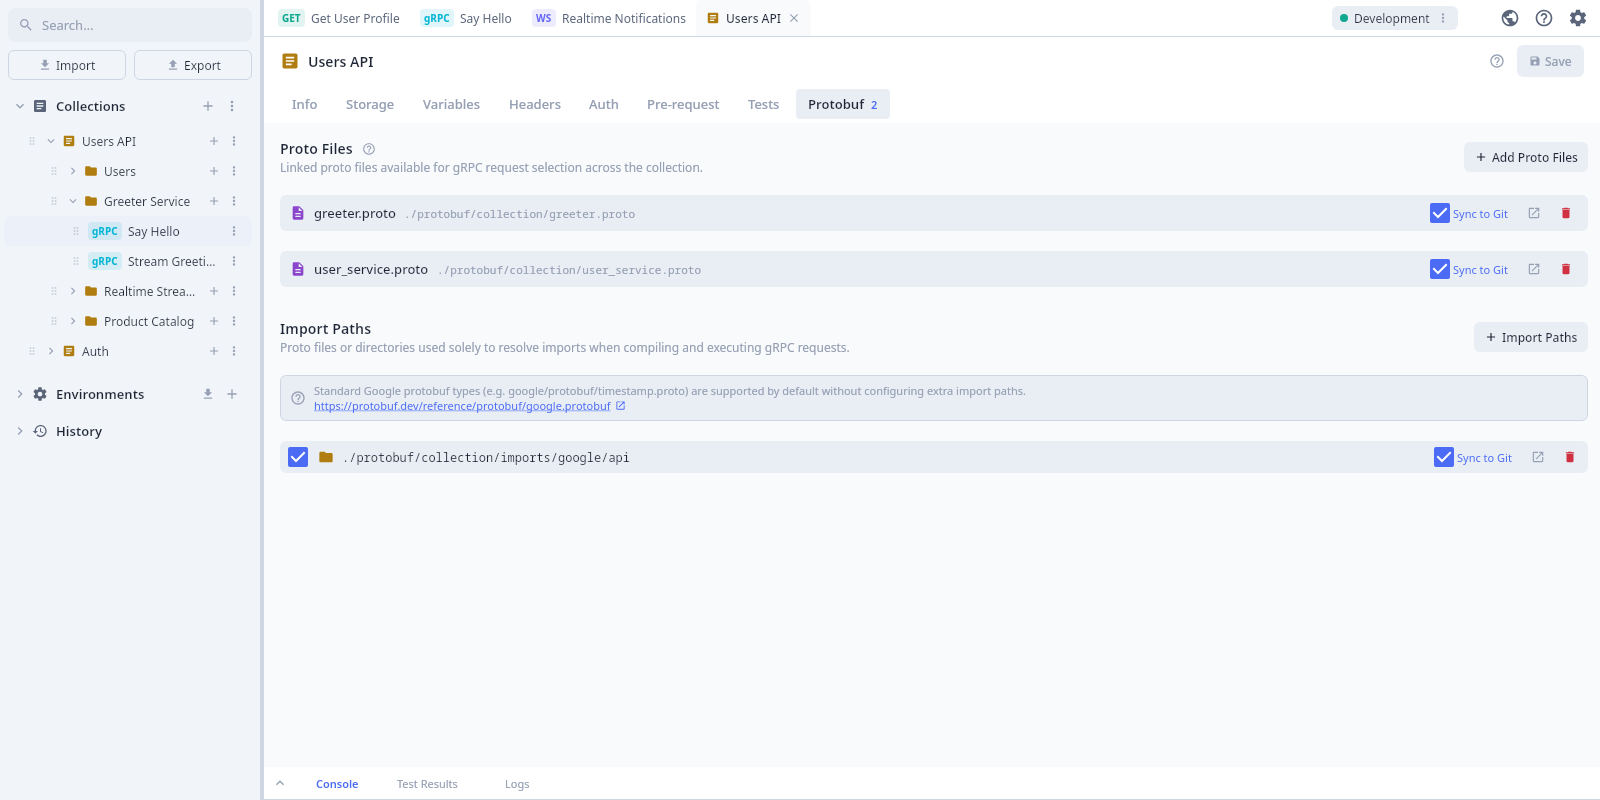 Search...
Import
Export
Collections
Users API
Users
Greeter Service
gRPC Say Hello
gRPC Stream Greeti...
Realtime Strea...
Product Catalog
Auth
Environments
History
GET Get User Profile
gRPC Say Hello
WS Realtime Notifications
Users API
Development
Users API
Save
Info
Storage
Variables
Headers
Auth
Pre-request
Tests
Protobuf 2
Proto Files
Linked proto files available for gRPC request selection across the collection.
Add Proto Files
greeter.proto ./protobuf/collection/greeter.proto
Sync to Git
user_service.proto ./protobuf/collection/user_service.proto
Sync to Git
Import Paths
Proto files or directories used solely to resolve imports when compiling and executing gRPC requests.
Import Paths
Standard Google protobuf types (e.g. google/protobuf/timestamp.proto) are supported by default without configuring extra import paths.
https://protobuf.dev/reference/protobuf/google.protobuf
./protobuf/collection/imports/google/api
Sync to Git
Console
Test Results
Logs